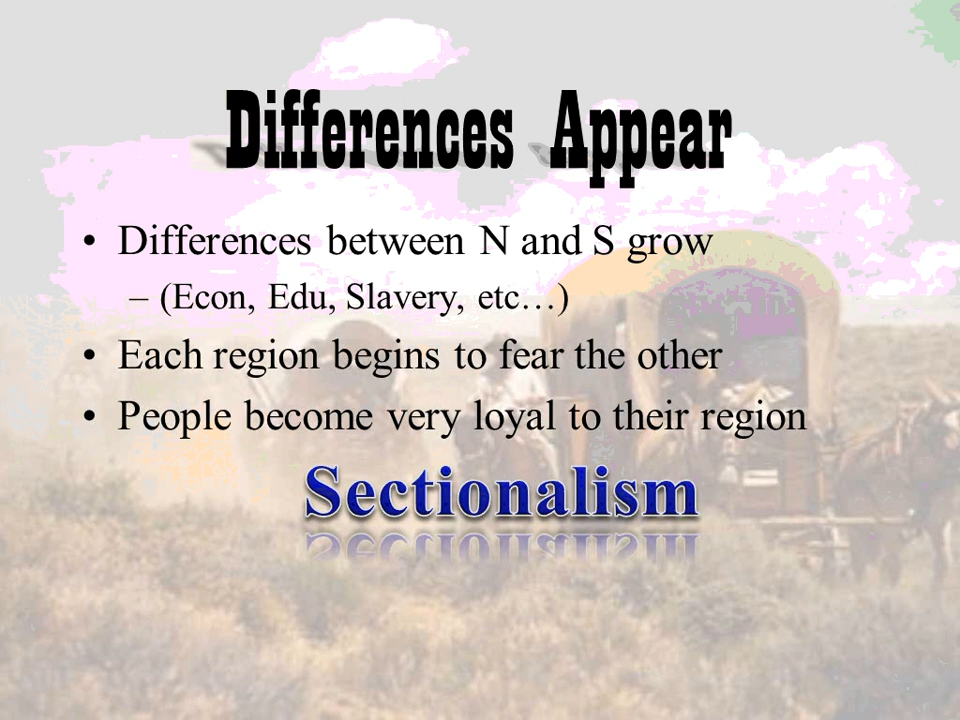 Differences Appear
• Differences between N and S grow
– (Econ, Edu, Slavery, etc…)
• Each region begins to fear the other
• People become very loyal to their region
Sectionalism